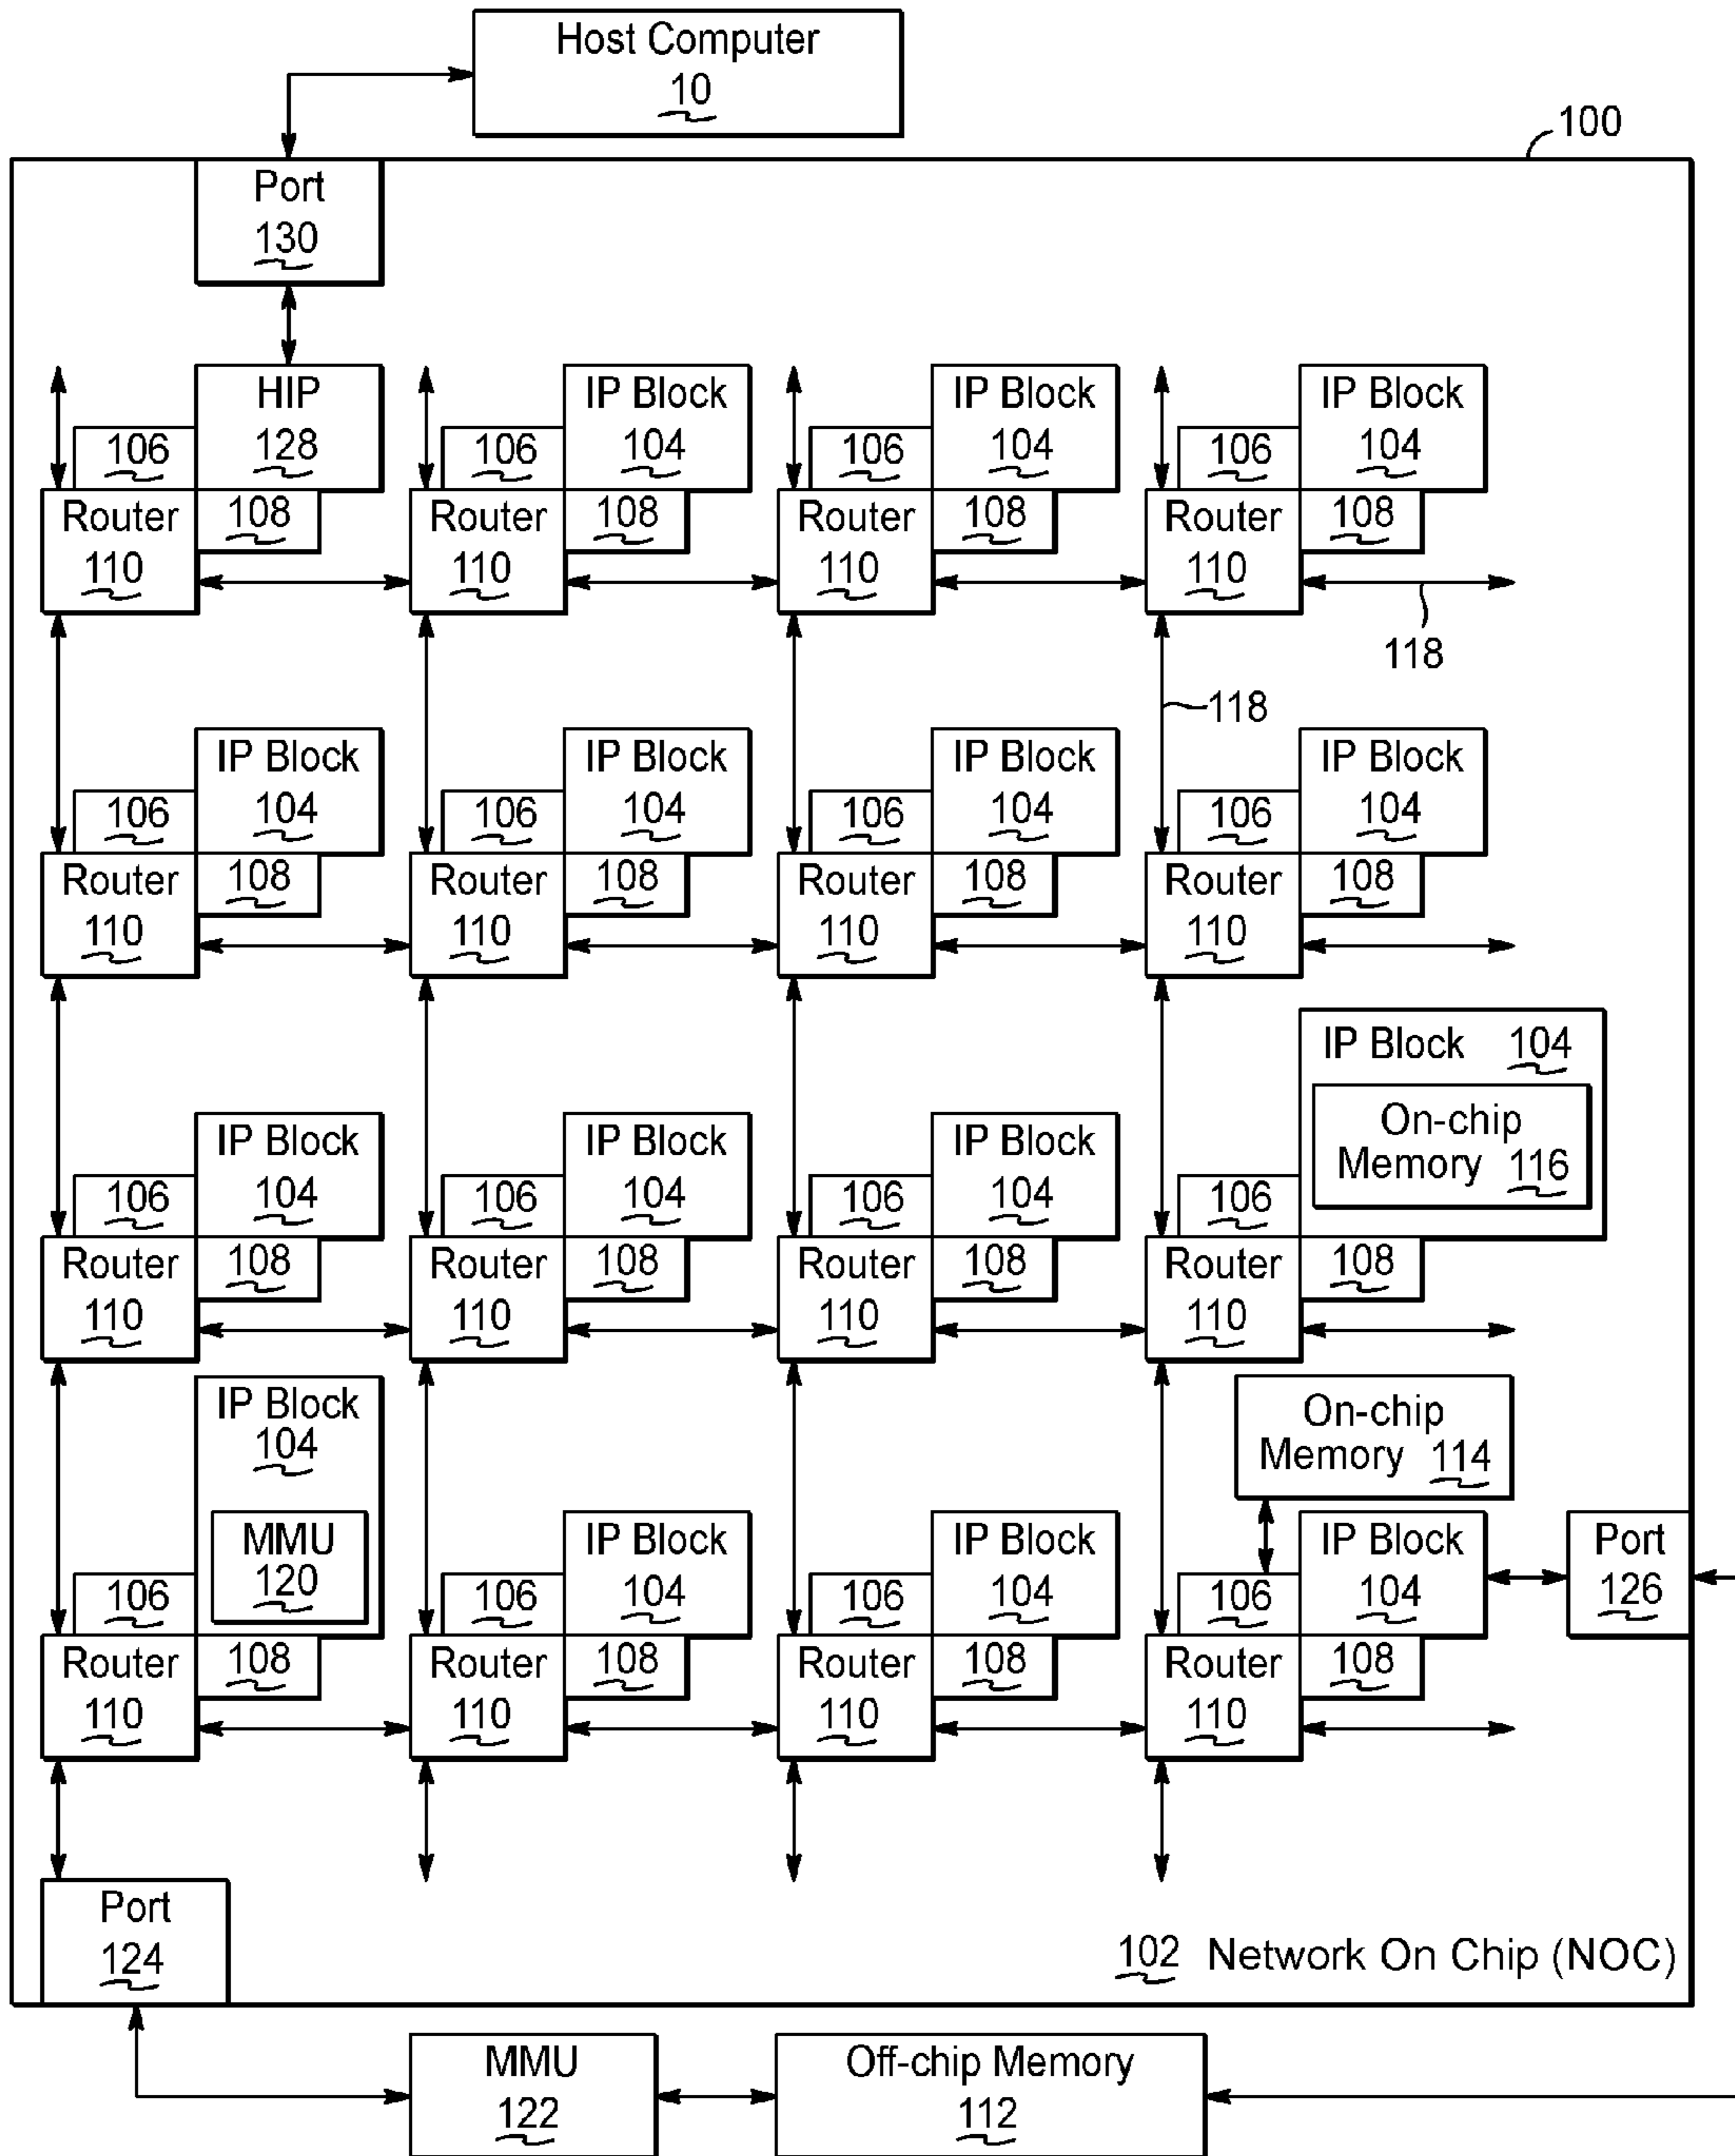 Host Computer
10
100
Port
130
HIP
128
106
Router
110
108
IP Block
104
106
Router
110
108
IP Block
104
106
Router
110
108
IP Block
104
106
Router
110
108
118
118
IP Block
104
106
Router
110
108
IP Block
104
106
Router
110
108
IP Block
104
106
Router
110
108
IP Block
104
106
Router
110
108
IP Block
104
106
Router
110
108
IP Block
104
106
Router
110
108
IP Block
104
106
Router
110
108
IP Block 104
On-chip
Memory 116
106
Router
110
108
IP Block
104
MMU
120
106
Router
110
108
IP Block
104
106
Router
110
108
IP Block
104
106
Router
110
108
On-chip
Memory 114
IP Block
104
106
Router
110
108
Port
126
Port
124
102 Network On Chip (NOC)
MMU
122
Off-chip Memory
112